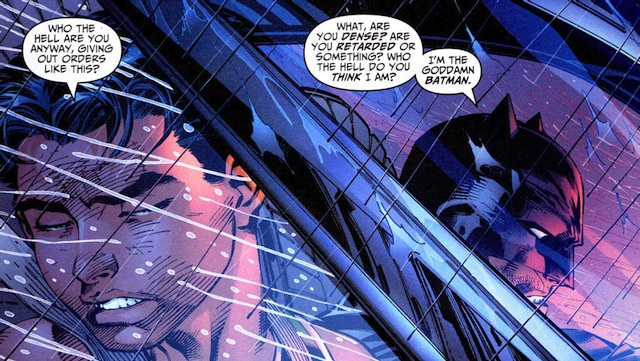 WHO THE
HELL ARE YOU
ANYWAY, GIVING
OUT ORDERS
LIKE THIS?
WHAT, ARE
YOU DENSE? ARE
YOU RETARDED OR
SOMETHING? WHO
THE HELL DO YOU
THINK I AM?
I'M THE
GODDAMN
BATMAN.